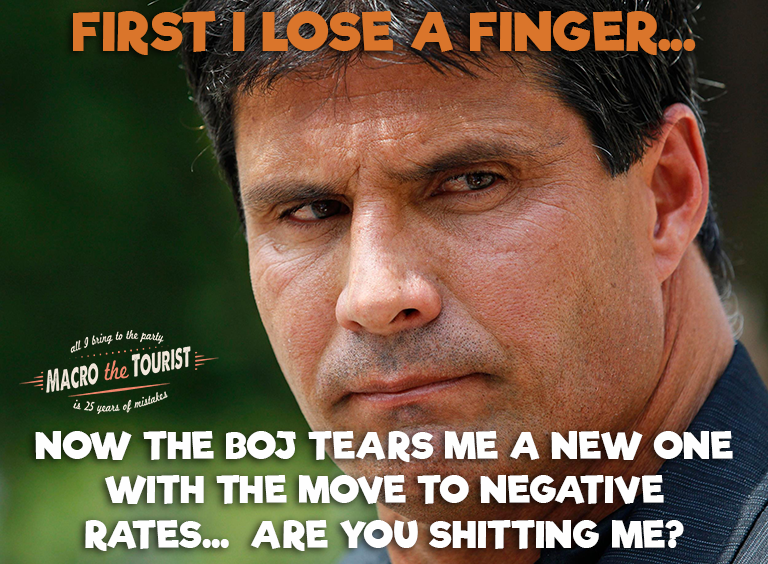 FIRST I LOSE A FINGER...
all I bring to the party
MACRO the TOURIST
is 25 years of mistakes
NOW THE BOJ TEARS ME A NEW ONE
WITH THE MOVE TO NEGATIVE
RATES... ARE YOU SHITTING ME?